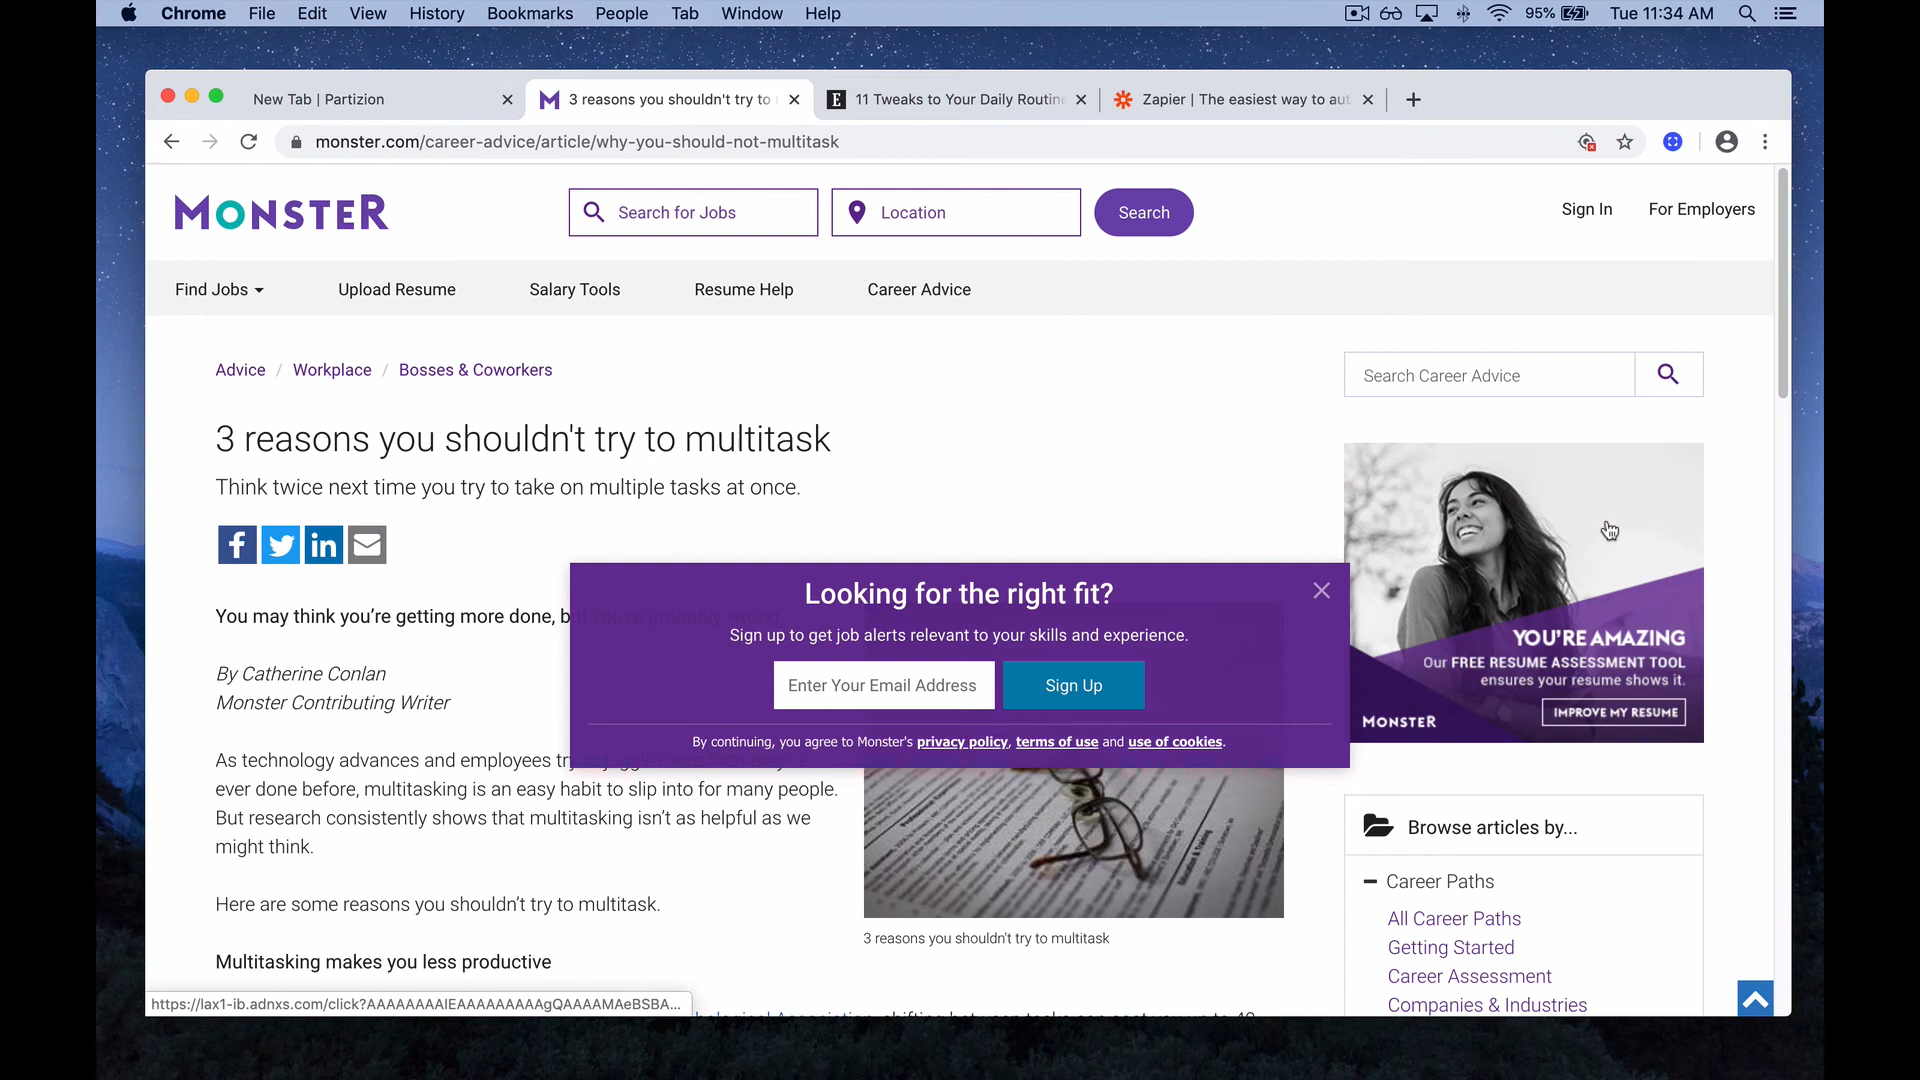 Chrome File Edit View History Bookmarks People Tab Window Help
95% Tue 11:34 AM
New Tab | Partizion
3 reasons you shouldn't try to
11 Tweaks to Your Daily Routine
Zapier | The easiest way to aut
monster.com/career-advice/article/why-you-should-not-multitask
MONSTER
Search for Jobs
Location
Search
Sign In
For Employers
Find Jobs
Upload Resume
Salary Tools
Resume Help
Career Advice
Advice / Workplace / Bosses & Coworkers
Search Career Advice
3 reasons you shouldn't try to multitask
Think twice next time you try to take on multiple tasks at once.
You may think you're getting more done, but you're probably wrong.
By Catherine Conlan
Monster Contributing Writer
As technology advances and employees try
ever done before, multitasking is an easy habit to slip into for many people.
But research consistently shows that multitasking isn't as helpful as we
might think.
Here are some reasons you shouldn't try to multitask.
Multitasking makes you less productive
Looking for the right fit?
Sign up to get job alerts relevant to your skills and experience.
Enter Your Email Address
Sign Up
By continuing, you agree to Monster's privacy policy, terms of use and use of cookies.
3 reasons you shouldn't try to multitask
YOU'RE AMAZING
Our FREE RESUME ASSESSMENT TOOL
ensures your resume shows it.
MONSTER
IMPROVE MY RESUME
Browse articles by...
Career Paths
All Career Paths
Getting Started
Career Assessment
Companies & Industries
https://lax1-ib.adnxs.com/click?AAAAAAAAIEAAAAAAAAAgQAAAAMAeBSBA...